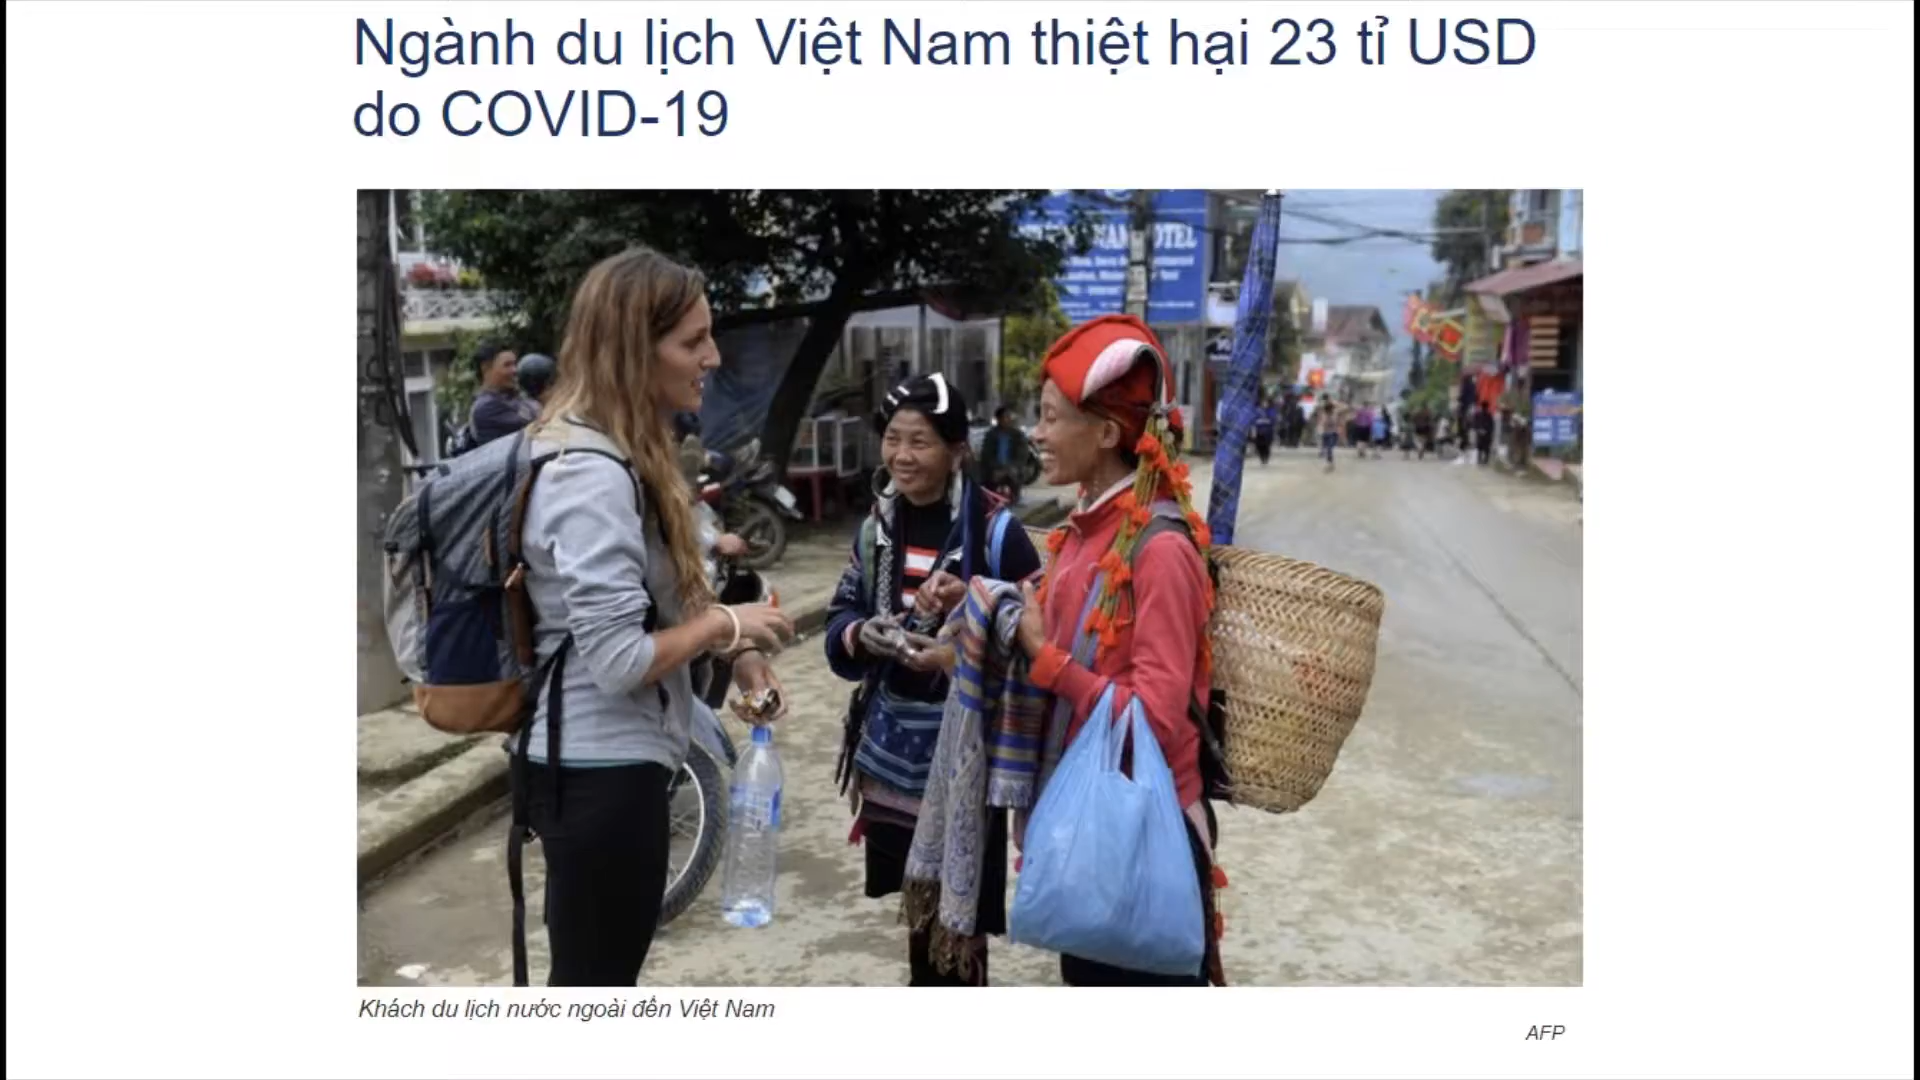 Ngành du lịch Việt Nam thiệt hại 23 tỉ USD
do COVID-19
OTEL
Khách du lịch nước ngoài đến Việt Nam
AFP